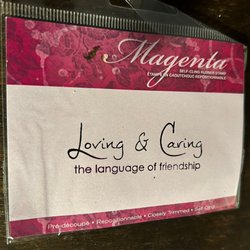 Magenta
SELF-CLING RUBBER STAMP
ÉTAMPE EN CAOUTCHOUC REPOSITIONNABLE
Loving & Caring
the language of friendship
Pré-découpé • Repositionnable • Closely Trimmed • Self Cling